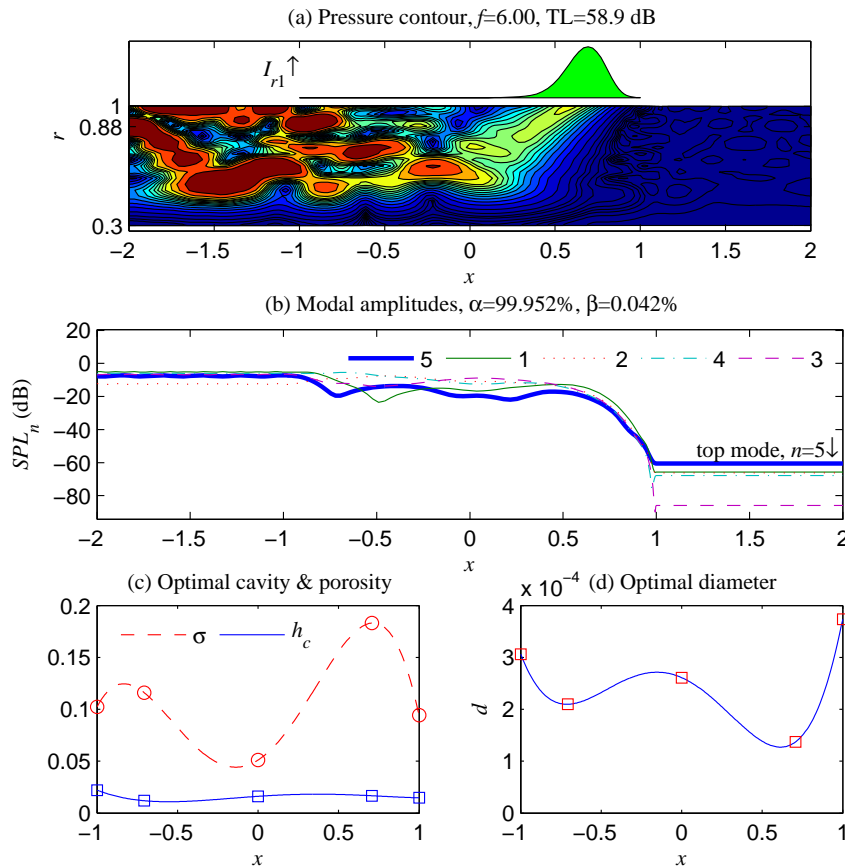 (a) Pressure contour, f=6.00, TL=58.9 dB
I_{r1}↑
1
0.88
0.3
r
−2 −1.5 −1 −0.5 0 0.5 1 1.5 2
x
(b) Modal amplitudes, α=99.952%, β=0.042%
20
0
−20
−40
−60
−80
SPL_n (dB)
5 1 2 4 3
top mode, n=5↓
−2 −1.5 −1 −0.5 0 0.5 1 1.5 2
x
(c) Optimal cavity & porosity
0.2
0.15
0.1
0.05
0
σ h_c
−1 −0.5 0 0.5 1
x
(d) Optimal diameter
x 10^{−4}
4
3
2
1
0
d
−1 −0.5 0 0.5 1
x